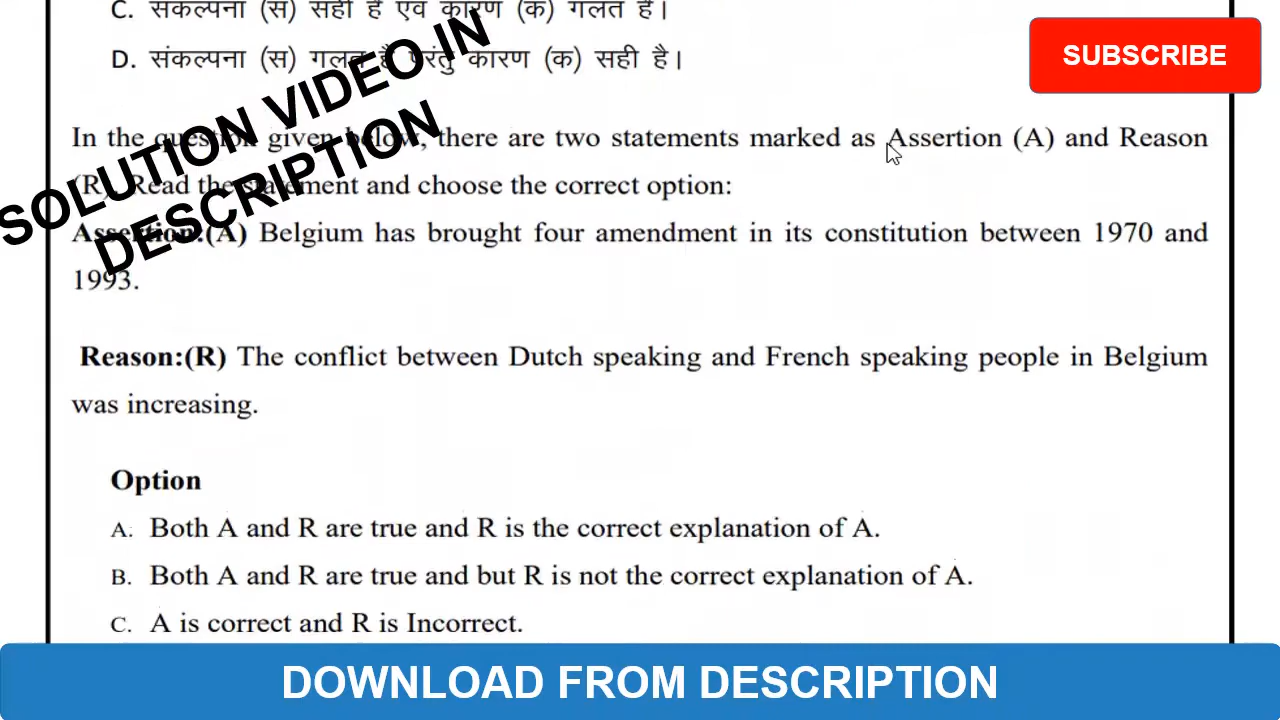 C. संकल्पना (स) सही है एवं कारण (क) गलत है।
D. संकल्पना (स) गलत है परंतु कारण (क) सही है।
SUBSCRIBE
SOLUTION VIDEO IN
DESCRIPTION
In the question given below, there are two statements marked as Assertion (A) and Reason
(R). Read the statement and choose the correct option:
Assertion:(A) Belgium has brought four amendment in its constitution between 1970 and
1993.
Reason:(R) The conflict between Dutch speaking and French speaking people in Belgium
was increasing.
Option
A. Both A and R are true and R is the correct explanation of A.
B. Both A and R are true and but R is not the correct explanation of A.
C. A is correct and R is Incorrect.
DOWNLOAD FROM DESCRIPTION